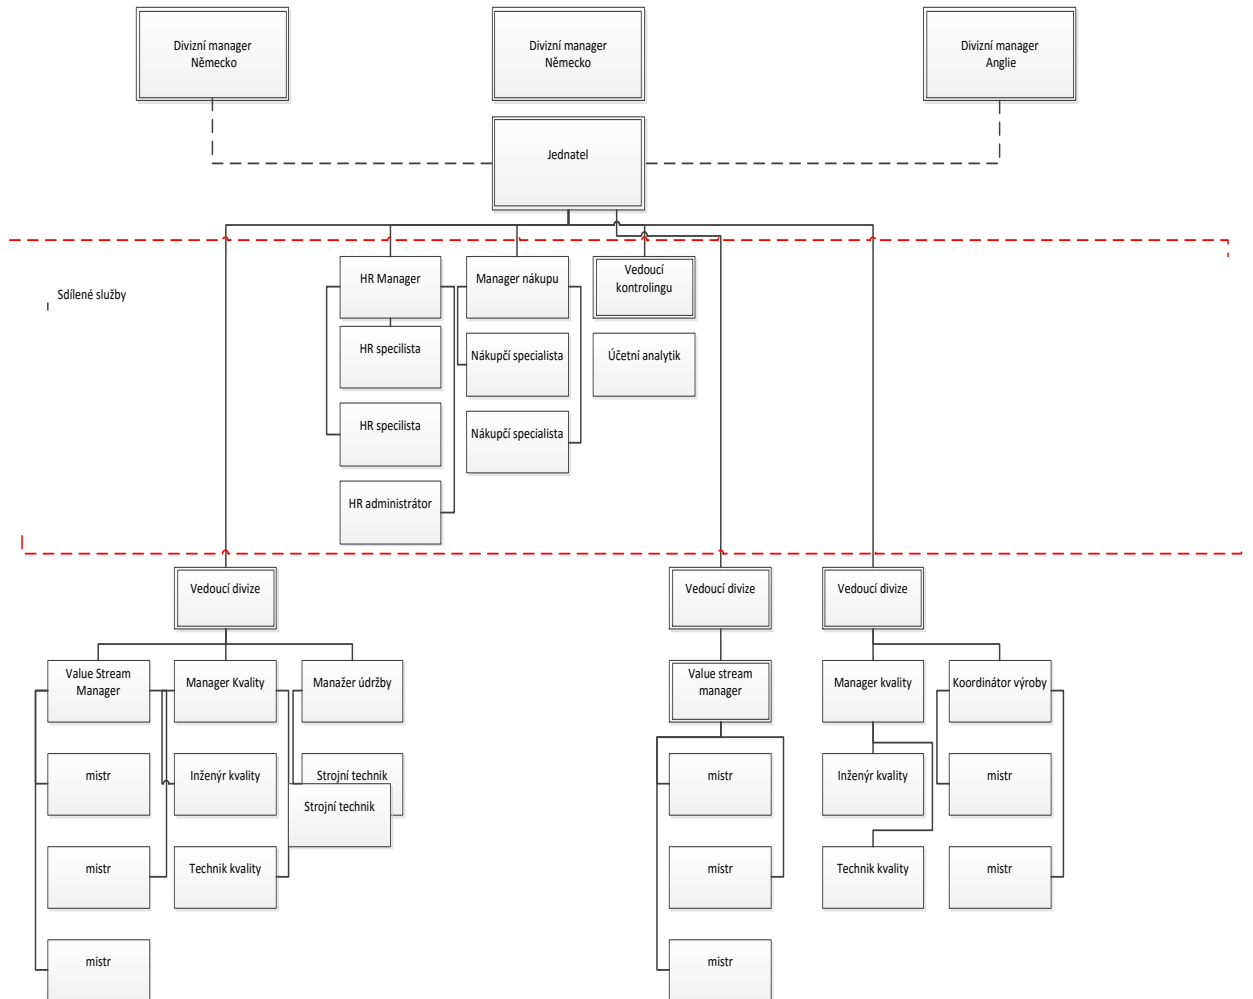 Divizní manager
Německo
Divizní manager
Německo
Divizní manager
Anglie
Jednatel
Sdílené služby
HR Manager
Manager nákupu
Vedoucí
kontrolingu
HR specilista
Nákupčí specialista
Účetní analytik
HR specilista
Nákupčí specialista
HR administrátor
Vedoucí divize
Vedoucí divize
Vedoucí divize
Value Stream
Manager
Manager Kvality
Manažer údržby
Value stream
manager
Manager kvality
Koordinátor výroby
mistr
Inženýr kvality
Strojní technik
Strojní technik
mistr
Inženýr kvality
mistr
mistr
Technik kvality
mistr
Technik kvality
mistr
mistr
mistr